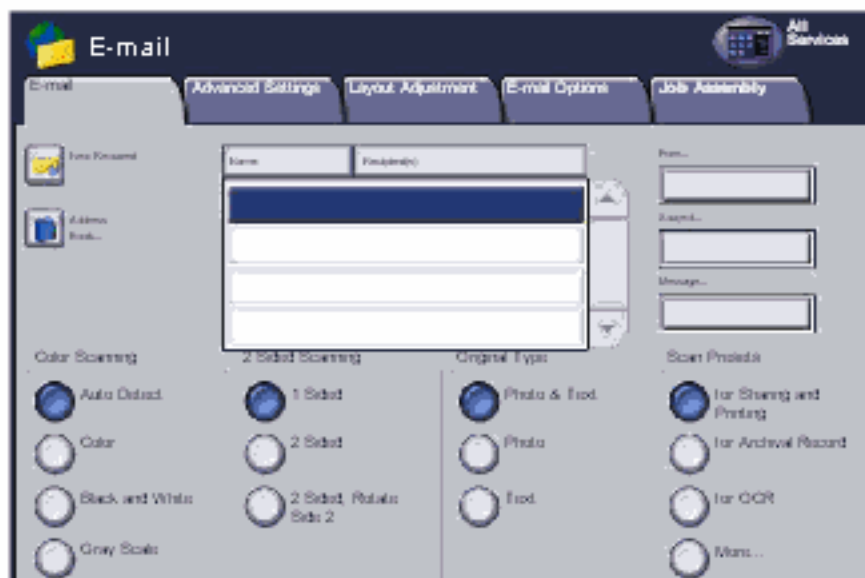 E-mail
All
Services
E-mail
Advanced Settings
Layout Adjustment
E-mail Options
Job Assembly
New Request
Name
Recipient(s)
From...
Address
Book...
Subject...
Message...
Color Scanning
2 Sided Scanning
Original Type
Scan Presets
Auto Detect
1 Sided
Photo & Text
for Sharing and
Printing
Color
2 Sided
Photo
for Archival Record
Black and White
2 Sided, Rotate
Side 2
Text
for OCR
Gray Scale
More...